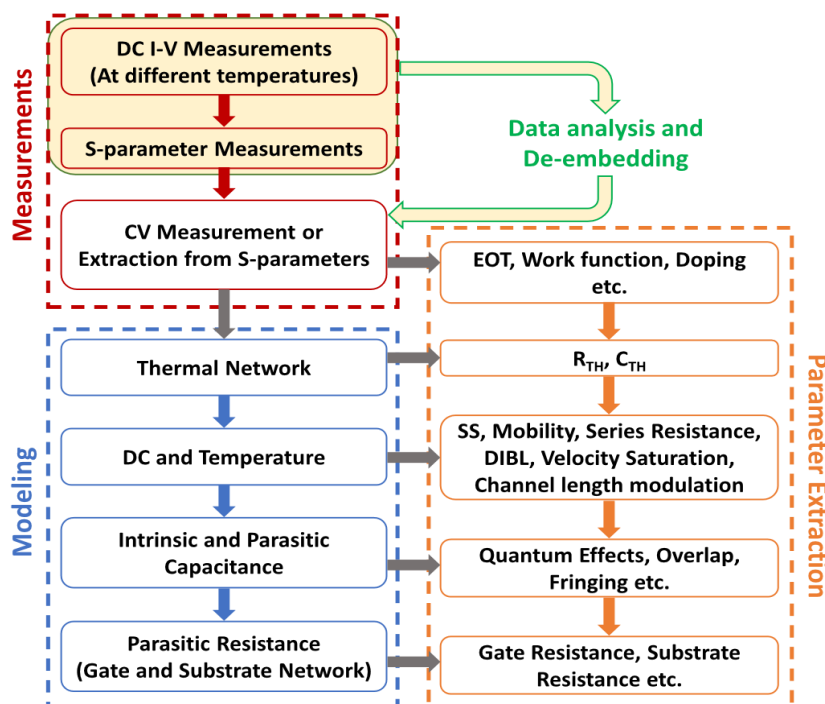 Measurements
DC I-V Measurements
(At different temperatures)
S-parameter Measurements
CV Measurement or
Extraction from S-parameters
Data analysis and
De-embedding
Modeling
Thermal Network
DC and Temperature
Intrinsic and Parasitic
Capacitance
Parasitic Resistance
(Gate and Substrate Network)
EOT, Work function, Doping
etc.
R_TH, C_TH
SS, Mobility, Series Resistance,
DIBL, Velocity Saturation,
Channel length modulation
Quantum Effects, Overlap,
Fringing etc.
Gate Resistance, Substrate
Resistance etc.
Parameter Extraction